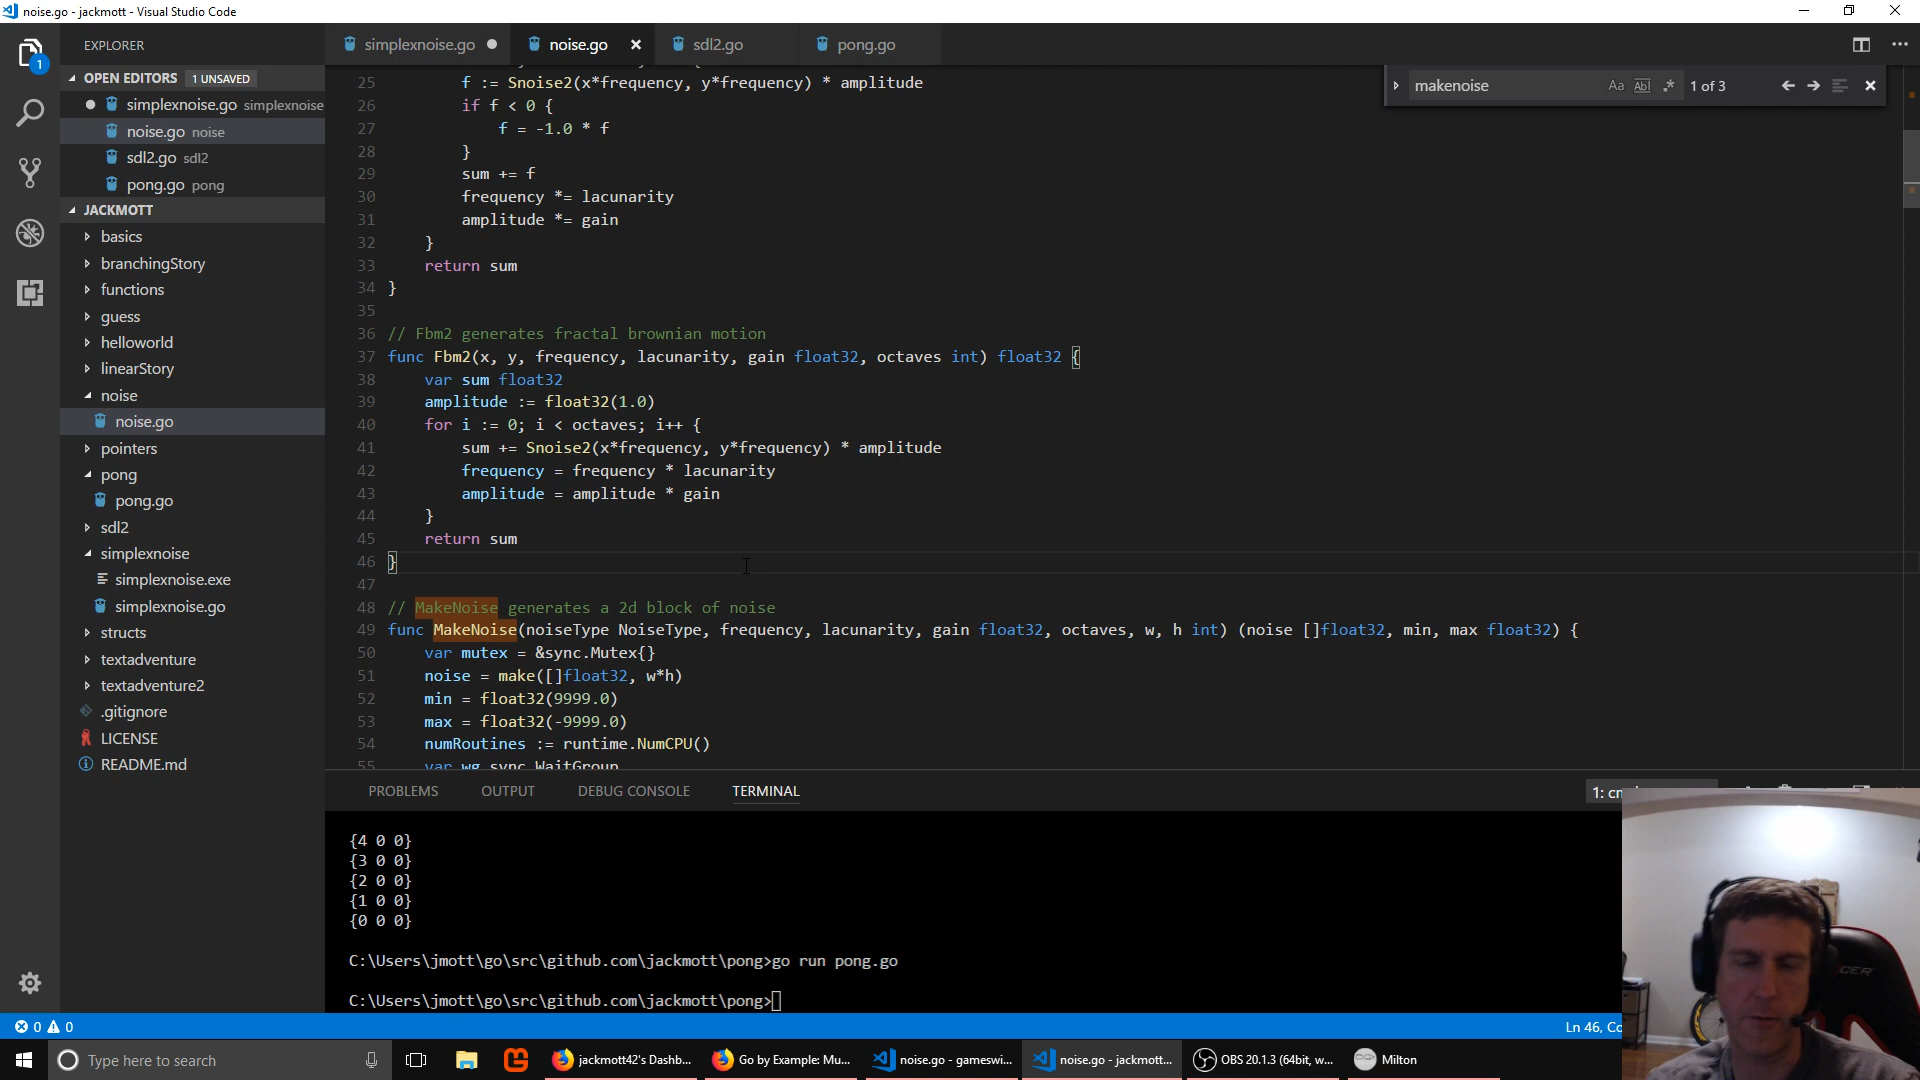 noise.go - jackmott - Visual Studio Code
EXPLORER
simplexnoise.go
noise.go
sdl2.go
pong.go
1
OPEN EDITORS 1 UNSAVED
simplexnoise.go simplexnoise
noise.go noise
sdl2.go sdl2
pong.go pong
JACKMOTT
basics
branchingStory
functions
guess
helloworld
linearStory
noise
noise.go
pointers
pong
pong.go
sdl2
simplexnoise
simplexnoise.exe
simplexnoise.go
structs
textadventure
textadventure2
.gitignore
LICENSE
README.md
makenoise
Aa Abl .* 1 of 3
25 f := Snoise2(x*frequency, y*frequency) * amplitude
26 if f < 0 {
27 f = -1.0 * f
28 }
29 sum += f
30 frequency *= lacunarity
31 amplitude *= gain
32 }
33 return sum
34 }
35
36 // Fbm2 generates fractal brownian motion
37 func Fbm2(x, y, frequency, lacunarity, gain float32, octaves int) float32 {
38 var sum float32
39 amplitude := float32(1.0)
40 for i := 0; i < octaves; i++ {
41 sum += Snoise2(x*frequency, y*frequency) * amplitude
42 frequency = frequency * lacunarity
43 amplitude = amplitude * gain
44 }
45 return sum
46 }
47
48 // MakeNoise generates a 2d block of noise
49 func MakeNoise(noiseType NoiseType, frequency, lacunarity, gain float32, octaves, w, h int) (noise []float32, min, max float32) {
50 var mutex = &sync.Mutex{}
51 noise = make([]float32, w*h)
52 min = float32(9999.0)
53 max = float32(-9999.0)
54 numRoutines := runtime.NumCPU()
55 var wg sync.WaitGroup
PROBLEMS OUTPUT DEBUG CONSOLE TERMINAL
1: cm
{4 0 0}
{3 0 0}
{2 0 0}
{1 0 0}
{0 0 0}
C:\Users\jmott\go\src\github.com\jackmott\pong>go run pong.go
C:\Users\jmott\go\src\github.com\jackmott\pong>
0 0
Ln 46, Co
Type here to search
jackmott42's Dashb...
Go by Example: Mu...
noise.go - gameswi...
noise.go - jackmott...
OBS 20.1.3 (64bit, w...
Milton